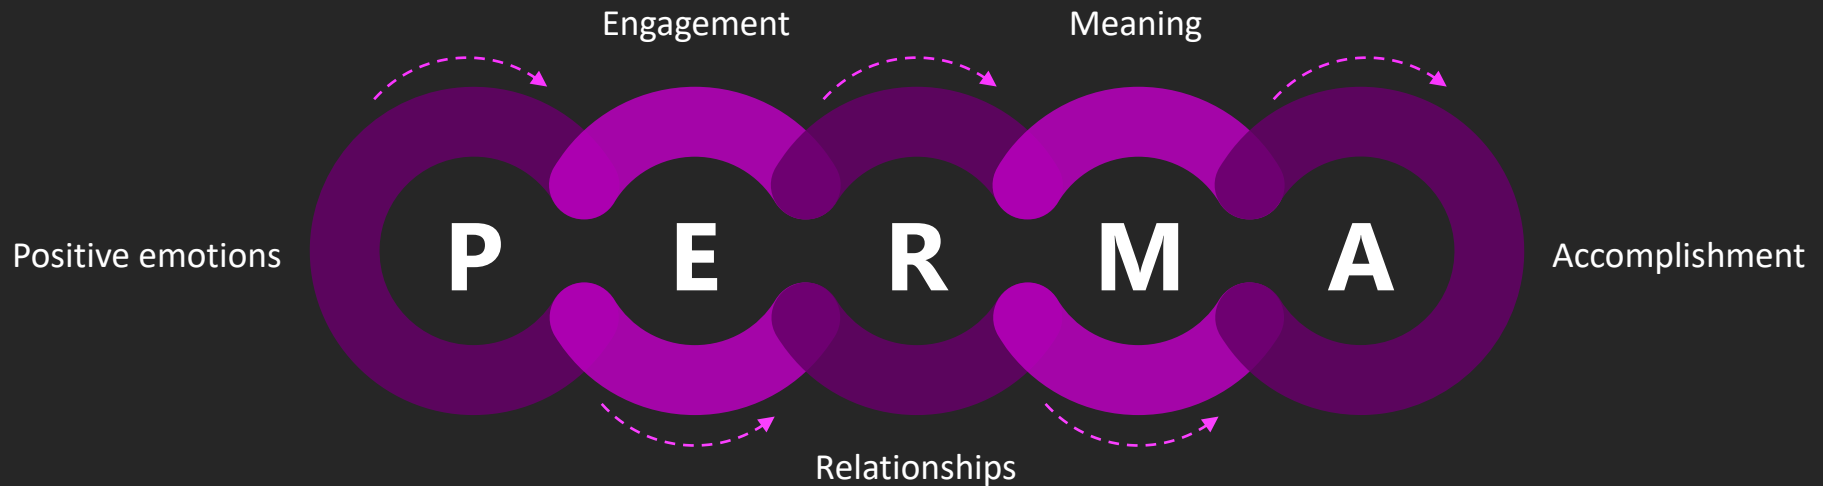 Engagement
Meaning
Positive emotions
P E R M A
Accomplishment
Relationships